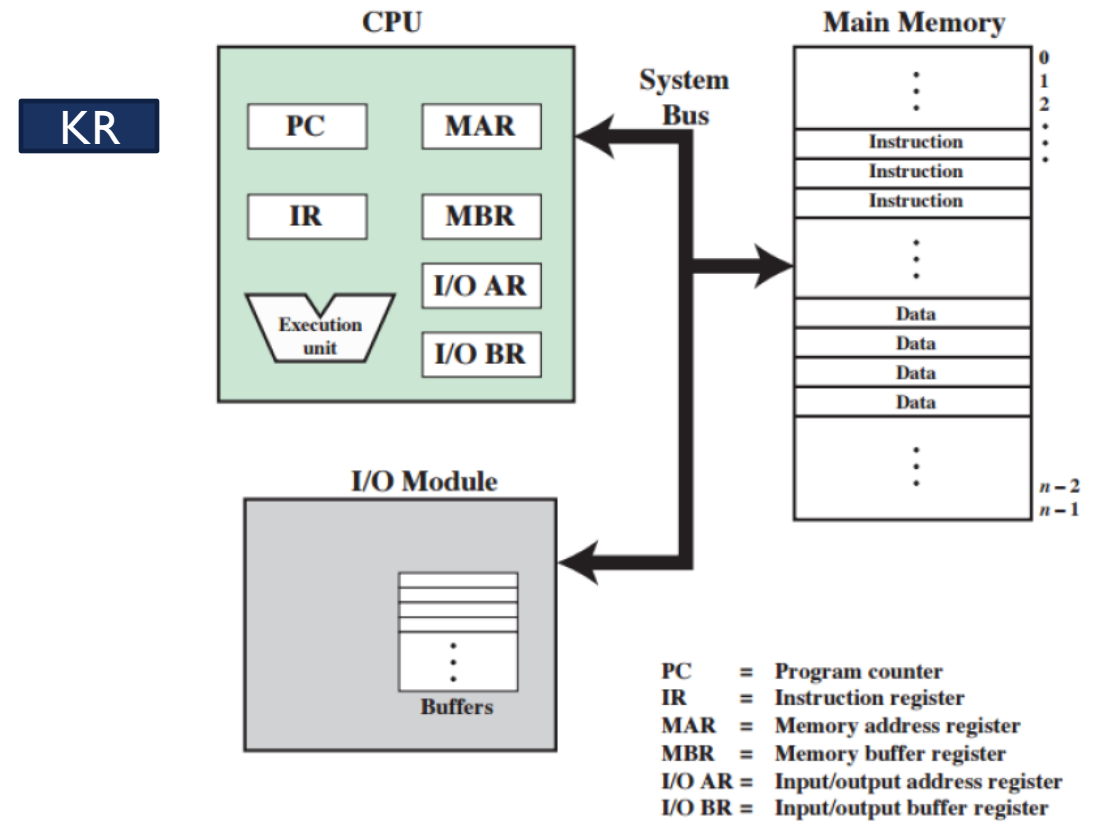 CPU
Main Memory
System
Bus
KR
PC
MAR
IR
MBR
I/O AR
I/O BR
Execution
unit
0
1
2
Instruction
Instruction
Instruction
Data
Data
Data
Data
n – 2
n – 1
I/O Module
Buffers
PC = Program counter
IR = Instruction register
MAR = Memory address register
MBR = Memory buffer register
I/O AR = Input/output address register
I/O BR = Input/output buffer register